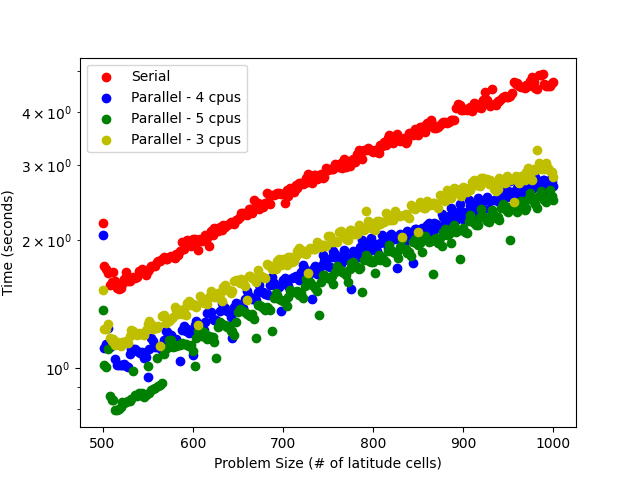 Serial
Parallel - 4 cpus
Parallel - 5 cpus
Parallel - 3 cpus
4 × 10⁰
3 × 10⁰
2 × 10⁰
10⁰
Time (seconds)
500 600 700 800 900 1000
Problem Size (# of latitude cells)